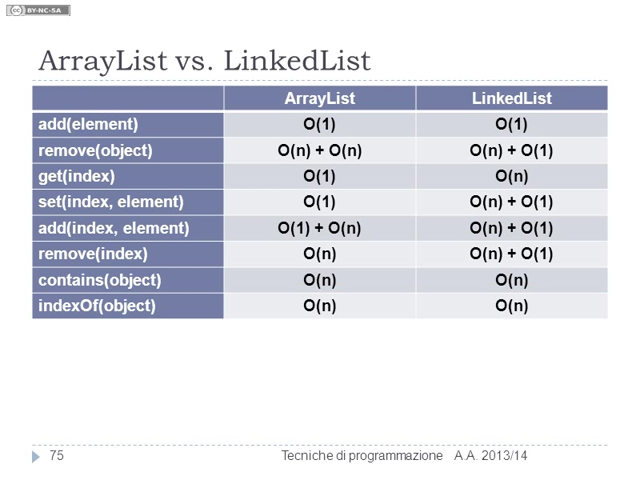 BY-NC-SA
ArrayList vs. LinkedList
ArrayList LinkedList
add(element) O(1) O(1)
remove(object) O(n) + O(n) O(n) + O(1)
get(index) O(1) O(n)
set(index, element) O(1) O(n) + O(1)
add(index, element) O(1) + O(n) O(n) + O(1)
remove(index) O(n) O(n) + O(1)
contains(object) O(n) O(n)
indexOf(object) O(n) O(n)
75 Tecniche di programmazione A.A. 2013/14